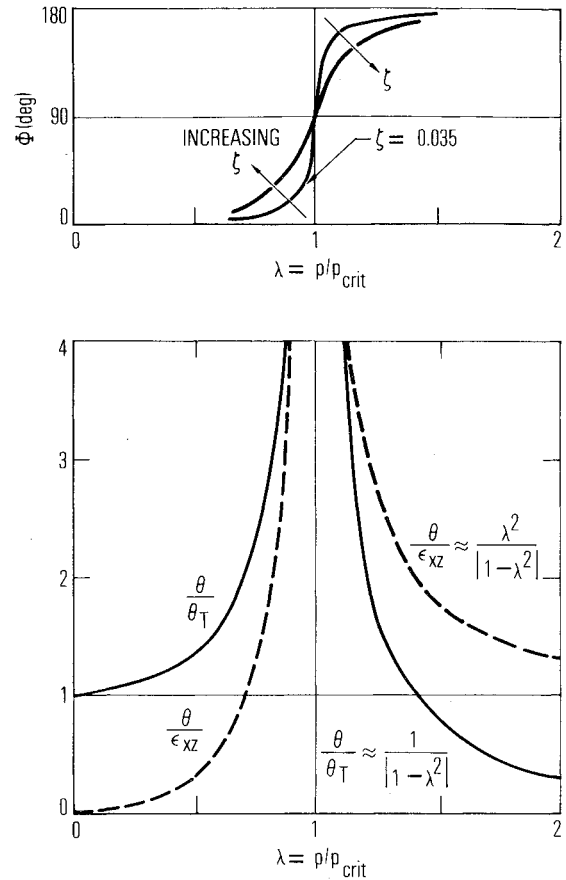 180
90
0
Φ (deg)
ζ
INCREASING
ζ
ζ = 0.035
0 1 2
λ = p/p_crit
4
3
2
1
0
θ/θ_T
θ/ε_xz
θ/ε_xz ≈ λ²/|1−λ²|
θ/θ_T ≈ 1/|1−λ²|
0 1 2
λ = p/p_crit